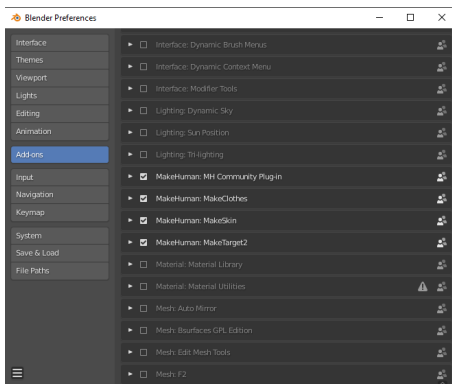 Blender Preferences
Interface
Themes
Viewport
Lights
Editing
Animation
Add-ons
Input
Navigation
Keymap
System
Save & Load
File Paths
Interface: Dynamic Brush Menus
Interface: Dynamic Context Menu
Interface: Modifier Tools
Lighting: Dynamic Sky
Lighting: Sun Position
Lighting: Tri-lighting
MakeHuman: MH Community Plug-in
MakeHuman: MakeClothes
MakeHuman: MakeSkin
MakeHuman: MakeTarget2
Material: Material Library
Material: Material Utilities
Mesh: Auto Mirror
Mesh: Bsurfaces GPL Edition
Mesh: Edit Mesh Tools
Mesh: F2